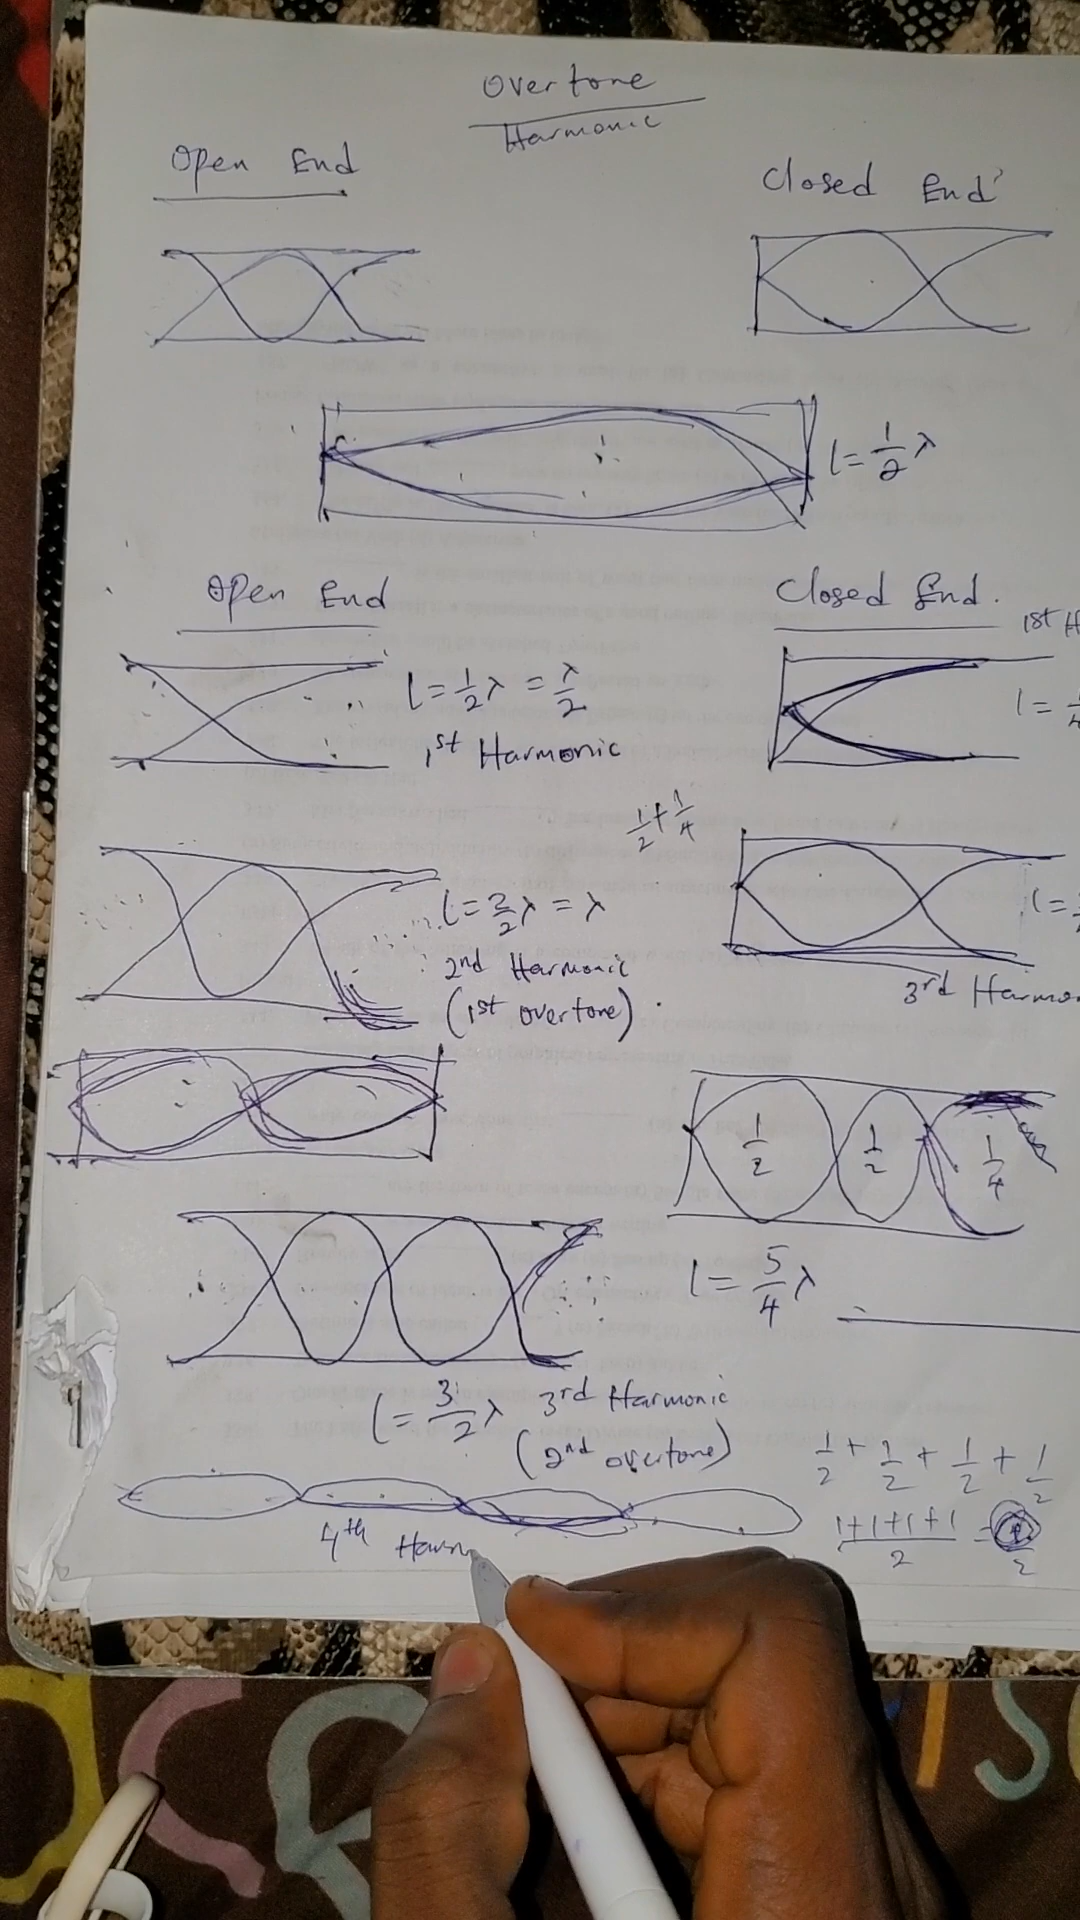 Overtone
Harmonic
Open End
Closed End
l = 1/2 λ
Open End
Closed End.
1st H
l = 1/2 λ = λ/2
1st Harmonic
l = 1/4
1/2 + 1/4
l = 2/2 λ = λ
2nd Harmonic
(1st overtone)
l =
3rd Harmo
1/2 1/2 1/4
l = 5/4 λ
l = 3/2 λ 3rd Harmonic
(2nd overtone)
1/2 + 1/2 + 1/2 + 1/2
1+1+1+1/2 =
4th Harm